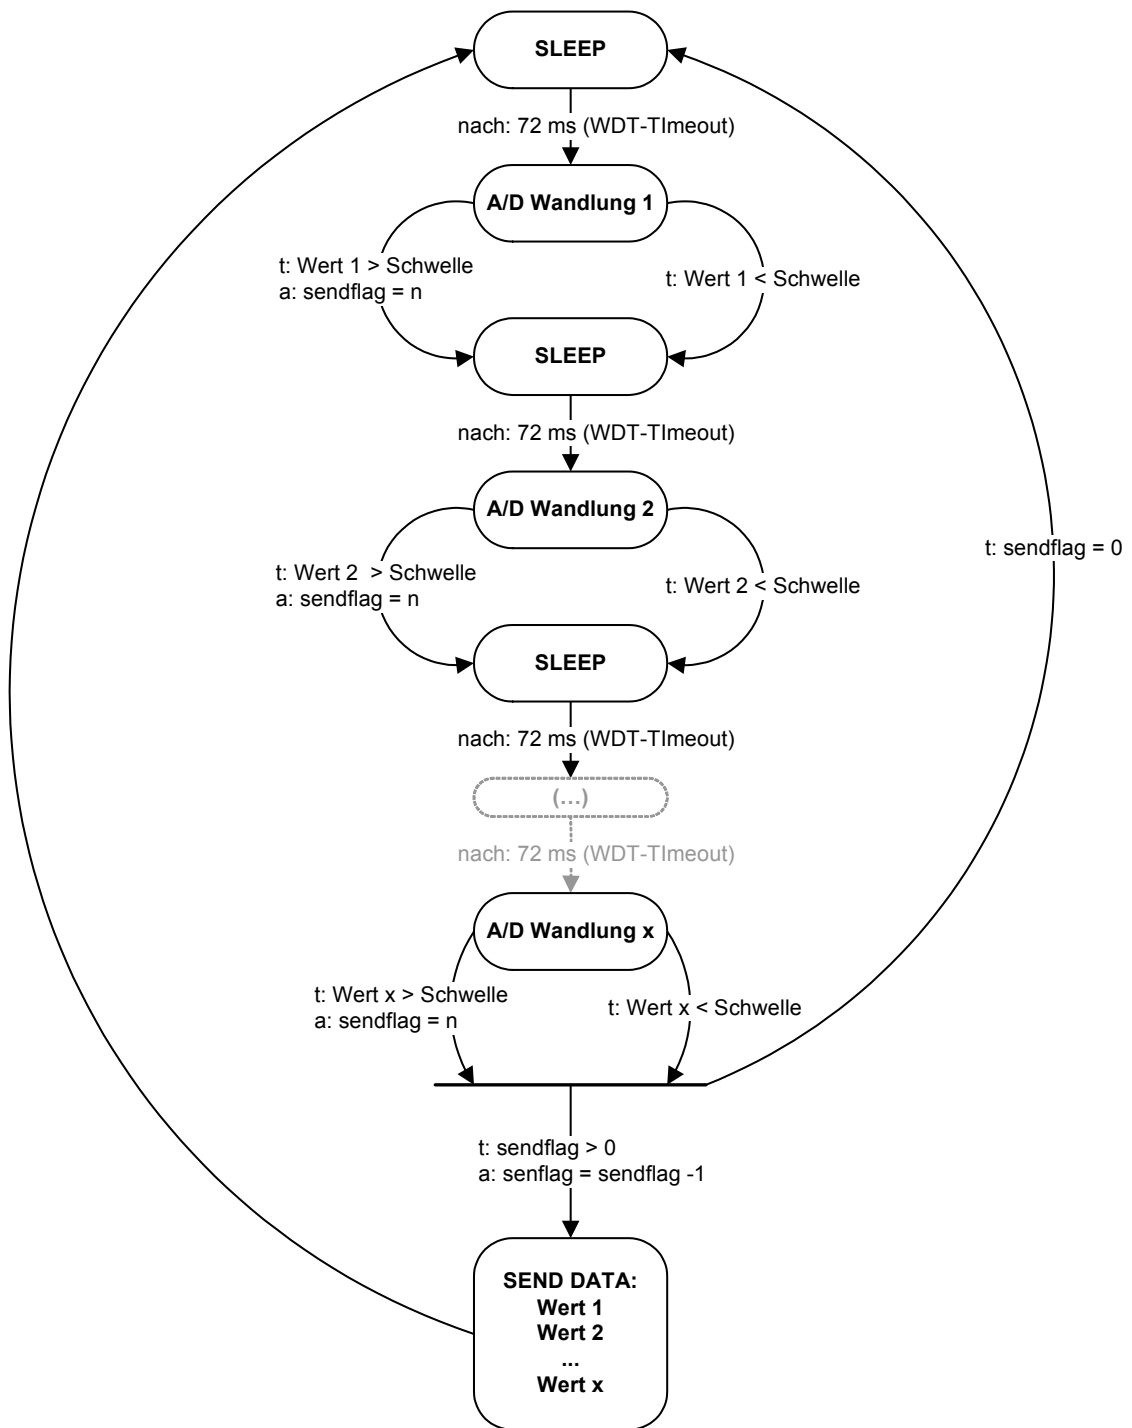 SLEEP
nach: 72 ms (WDT-TImeout)
A/D Wandlung 1
t: Wert 1 > Schwelle
a: sendflag = n
t: Wert 1 < Schwelle
SLEEP
nach: 72 ms (WDT-TImeout)
A/D Wandlung 2
t: sendflag = 0
t: Wert 2  > Schwelle
a: sendflag = n
t: Wert 2 < Schwelle
SLEEP
nach: 72 ms (WDT-TImeout)
(...)
nach: 72 ms (WDT-TImeout)
A/D Wandlung x
t: Wert x > Schwelle
a: sendflag = n
t: Wert x < Schwelle
t: sendflag > 0
a: senflag = sendflag -1
SEND DATA:
Wert 1
Wert 2
...
Wert x